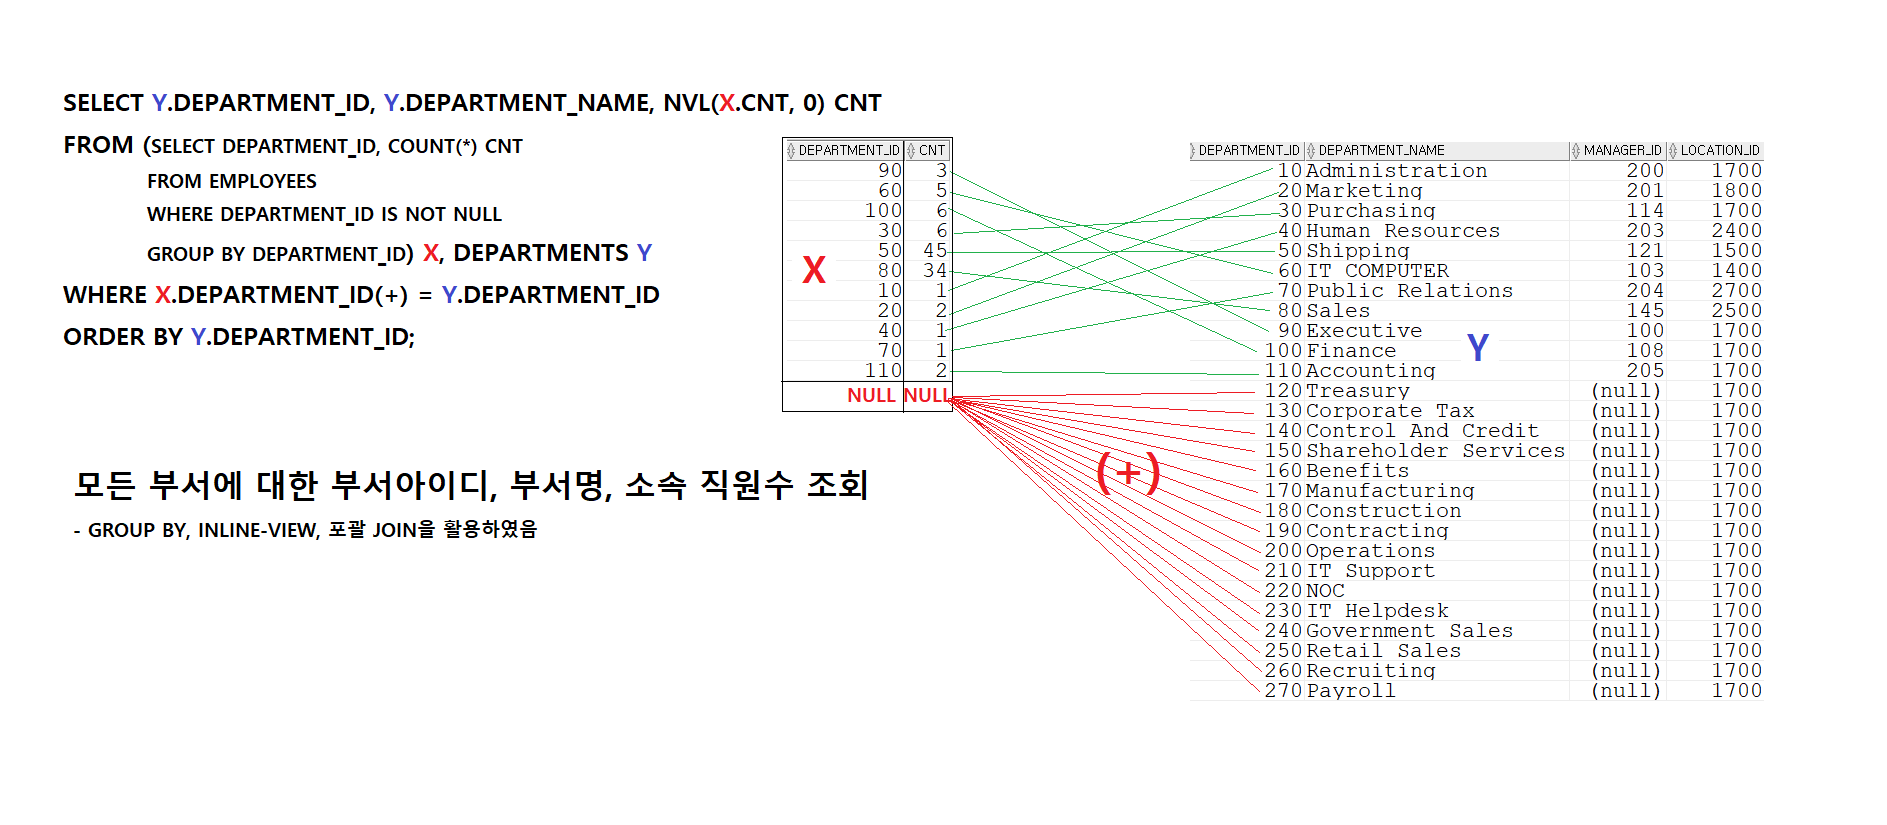 SELECT Y.DEPARTMENT_ID, Y.DEPARTMENT_NAME, NVL(X.CNT, 0) CNT
FROM (SELECT DEPARTMENT_ID, COUNT(*) CNT
FROM EMPLOYEES
WHERE DEPARTMENT_ID IS NOT NULL
GROUP BY DEPARTMENT_ID) X, DEPARTMENTS Y
WHERE X.DEPARTMENT_ID(+) = Y.DEPARTMENT_ID
ORDER BY Y.DEPARTMENT_ID;
모든 부서에 대한 부서아이디, 부서명, 소속 직원수 조회
- GROUP BY, INLINE-VIEW, 포괄 JOIN을 활용하였음
DEPARTMENT_ID CNT
90 3
60 5
100 6
30 6
50 45
80 34
10 1
20 2
40 1
70 1
110 2
NULL NULL
X
(+)
DEPARTMENT_ID DEPARTMENT_NAME MANAGER_ID LOCATION_ID
10 Administration 200 1700
20 Marketing 201 1800
30 Purchasing 114 1700
40 Human Resources 203 2400
50 Shipping 121 1500
60 IT COMPUTER 103 1400
70 Public Relations 204 2700
80 Sales 145 2500
90 Executive 100 1700
100 Finance 108 1700
110 Accounting 205 1700
120 Treasury (null) 1700
130 Corporate Tax (null) 1700
140 Control And Credit (null) 1700
150 Shareholder Services (null) 1700
160 Benefits (null) 1700
170 Manufacturing (null) 1700
180 Construction (null) 1700
190 Contracting (null) 1700
200 Operations (null) 1700
210 IT Support (null) 1700
220 NOC (null) 1700
230 IT Helpdesk (null) 1700
240 Government Sales (null) 1700
250 Retail Sales (null) 1700
260 Recruiting (null) 1700
270 Payroll (null) 1700
Y